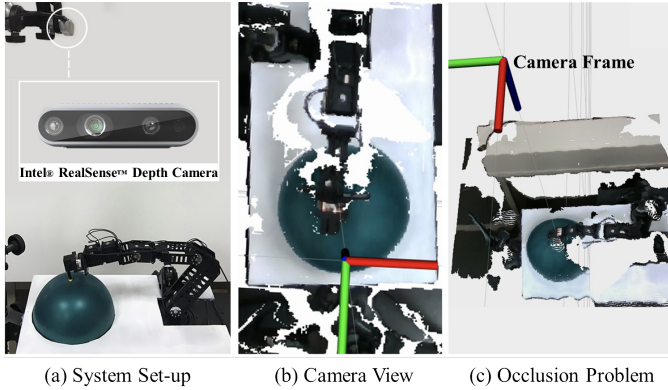 Intel® RealSense™ Depth Camera
Camera Frame
(a) System Set-up
(b) Camera View
(c) Occlusion Problem